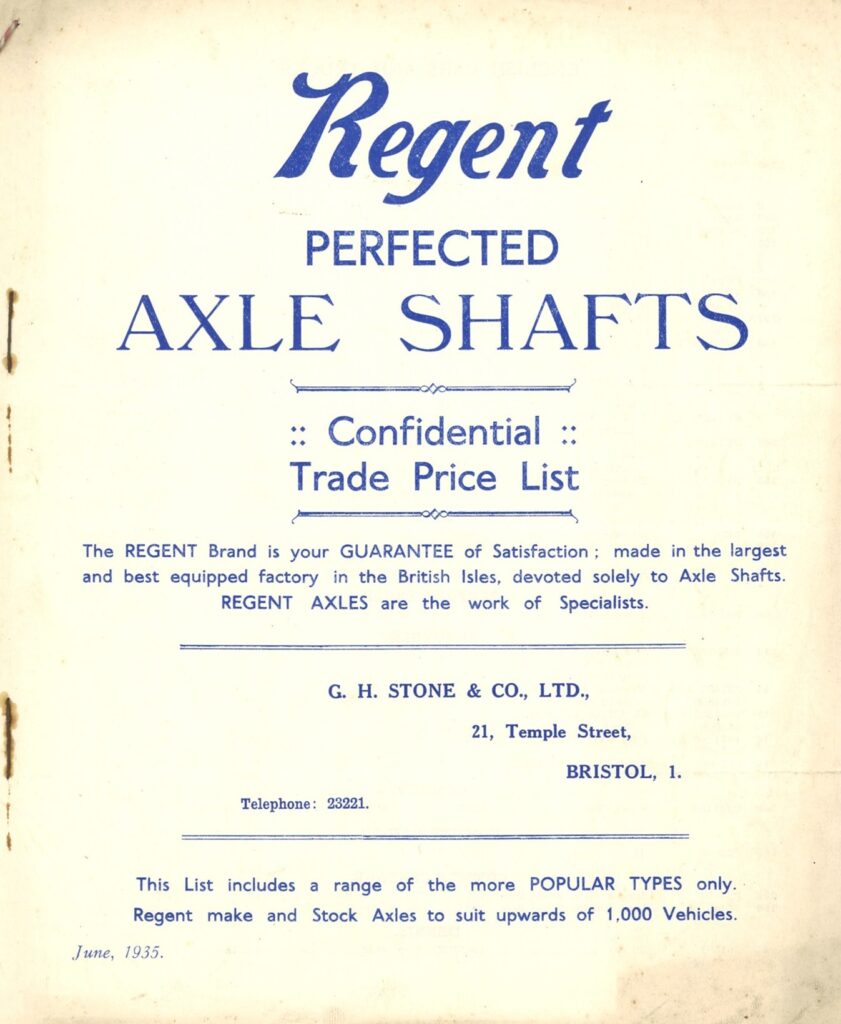 Regent
PERFECTED
AXLE SHAFTS
:: Confidential ::
Trade Price List
The REGENT Brand is your GUARANTEE of Satisfaction ; made in the largest
and best equipped factory in the British Isles, devoted solely to Axle Shafts.
REGENT AXLES are the work of Specialists.
G. H. STONE & CO., LTD.,
21, Temple Street,
BRISTOL, 1.
Telephone: 23221.
This List includes a range of the more POPULAR TYPES only.
Regent make and Stock Axles to suit upwards of 1,000 Vehicles.
June, 1935.